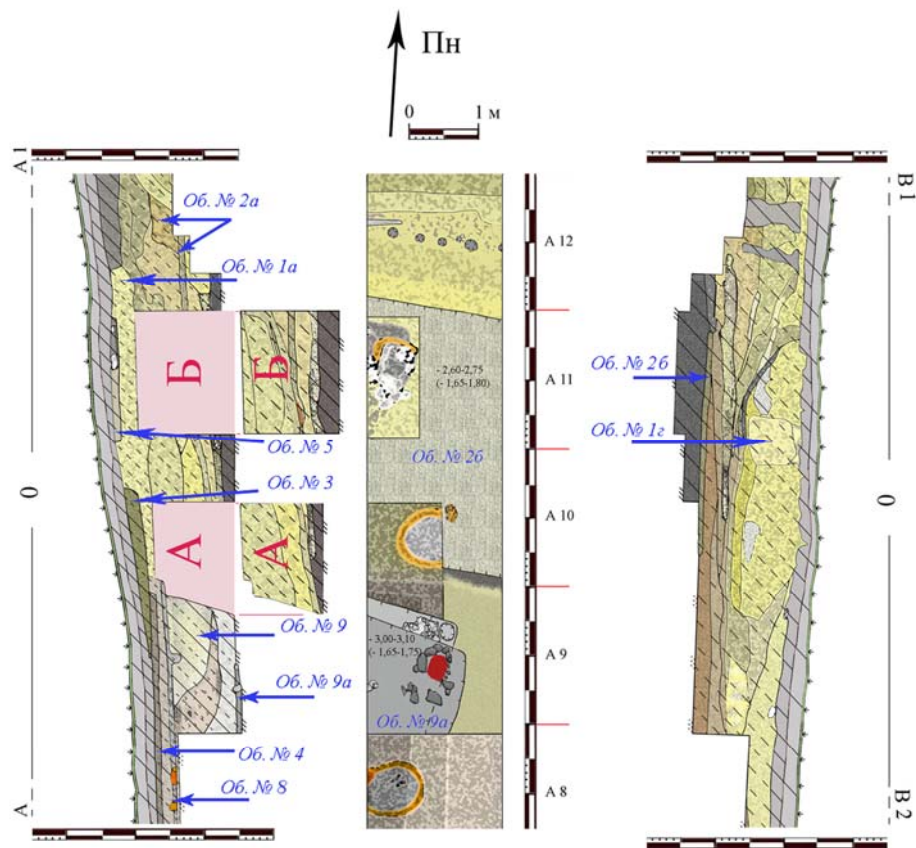 Пн
0 1 м
А 1
Об. № 2а
Об. № 1а
Б
Б
Об. № 5
Об. № 3
0
А
А
Об. № 9
Об. № 9а
Об. № 4
Об. № 8
А
- 2,60-2,75
(- 1,65-1,80)
Об. № 2б
- 3,00-3,10
(- 1,65-1,75)
Об. № 9а
А 12
А 11
А 10
А 9
А 8
В 1
Об. № 2б
Об. № 1г
0
В 2